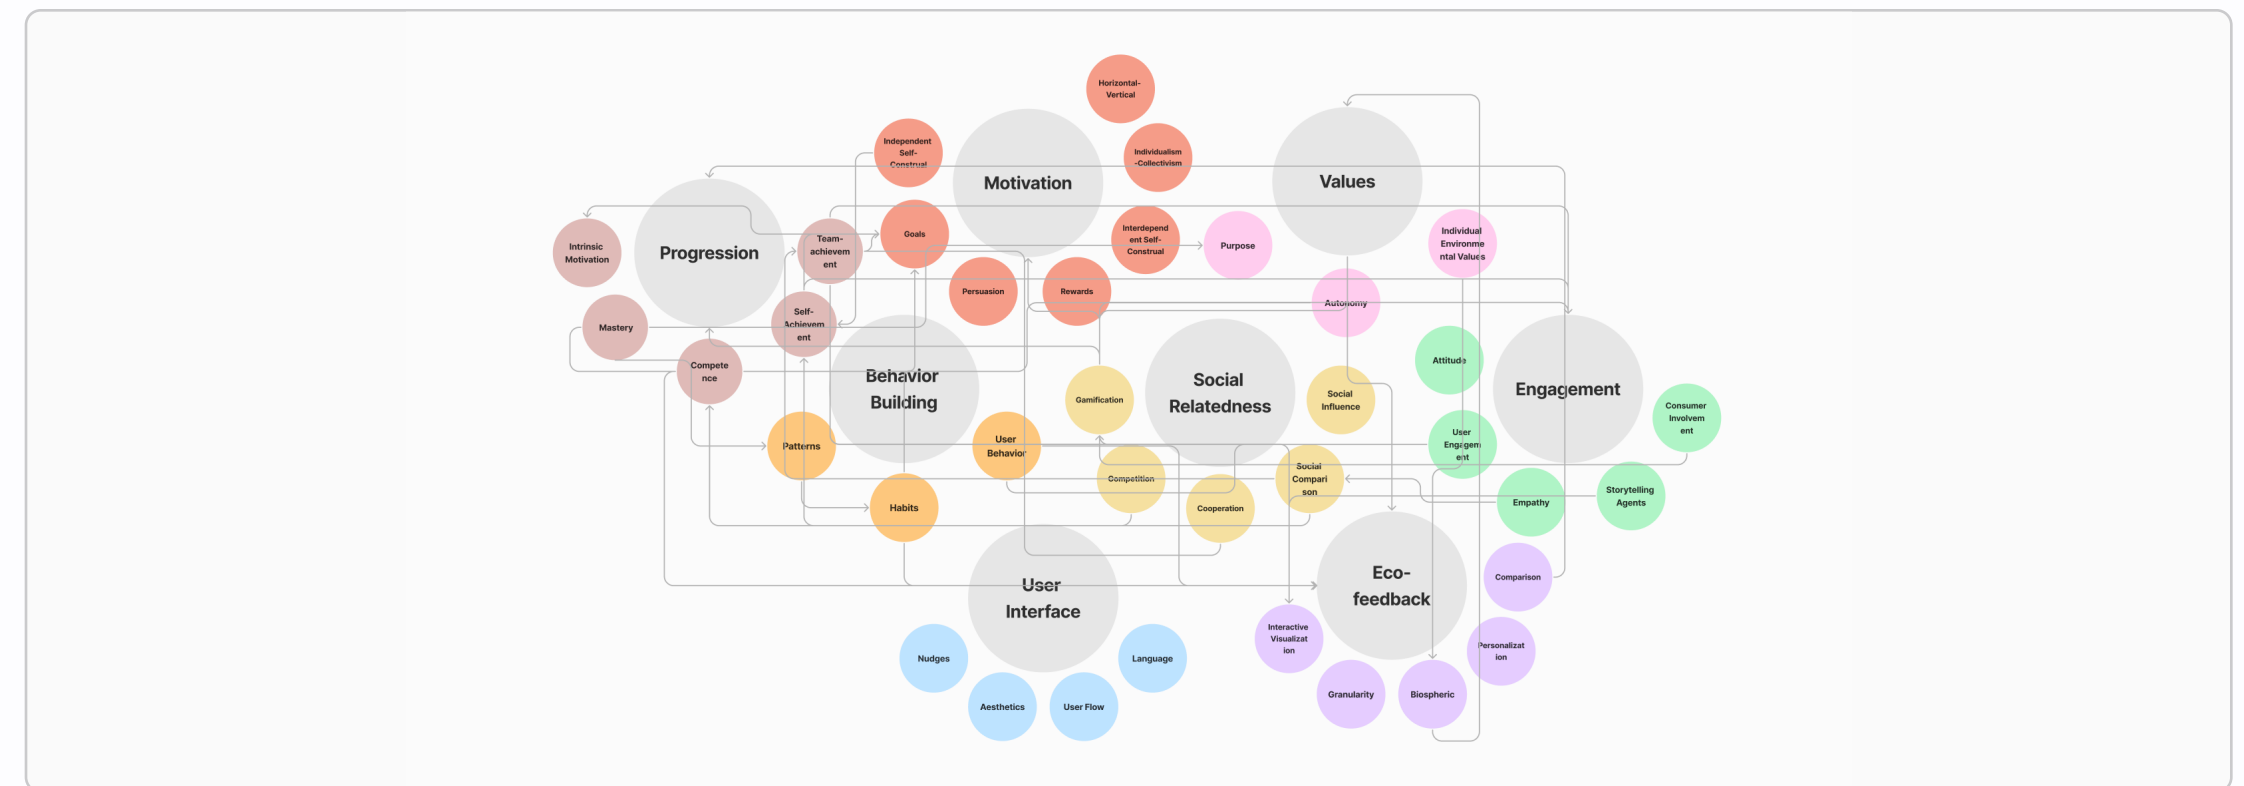 Horizontal-
Vertical
Independent
Self-
Construal
Individualism
-Collectivism
Motivation
Values
Intrinsic
Motivation
Progression
Team-
achievem
ent
Goals
Interdepend
ent Self-
Construal
Purpose
Individual
Environme
ntal Values
Persuasion
Rewards
Autonomy
Mastery
Self-
Achievem
ent
Compete
nce
Behavior
Building
Gamification
Social
Relatedness
Social
Influence
Attitude
Engagement
Consumer
Involvem
ent
Patterns
User
Behavior
User
Engagem
ent
Competition
Social
Compari
son
Habits
Cooperation
Empathy
Storytelling
Agents
User
Interface
Eco-
feedback
Comparison
Nudges
Language
Interactive
Visualizat
ion
Personalizat
ion
Aesthetics
User Flow
Granularity
Biospheric